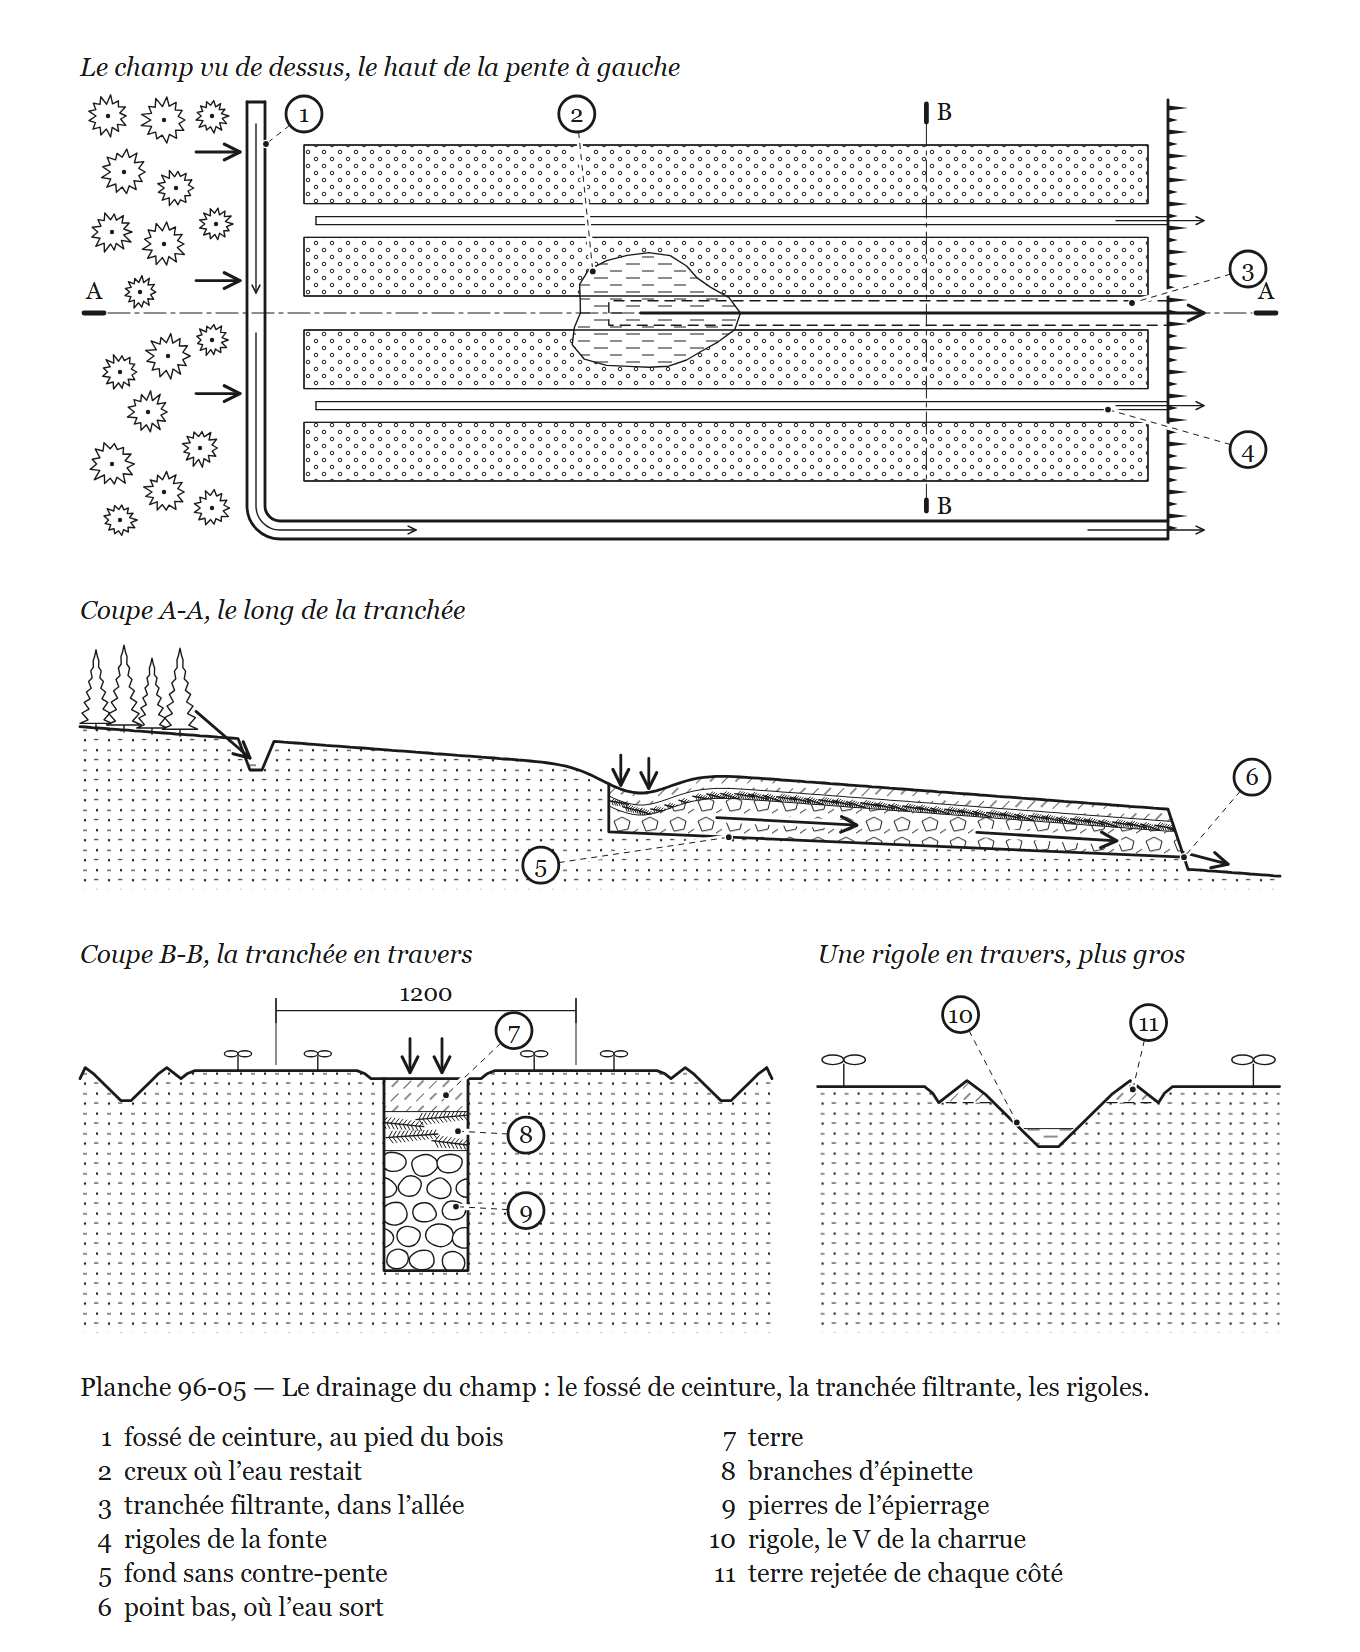 Le champ vu de dessus, le haut de la pente à gauche
1
2
B
3
A
A
4
B
Coupe A-A, le long de la tranchée
6
5
Coupe B-B, la tranchée en travers
Une rigole en travers, plus gros
1200
7
10
11
8
9
Planche 96-05 — Le drainage du champ : le fossé de ceinture, la tranchée filtrante, les rigoles.
1 fossé de ceinture, au pied du bois
2 creux où l’eau restait
3 tranchée filtrante, dans l’allée
4 rigoles de la fonte
5 fond sans contre-pente
6 point bas, où l’eau sort
7 terre
8 branches d’épinette
9 pierres de l’épierrage
10 rigole, le V de la charrue
11 terre rejetée de chaque côté